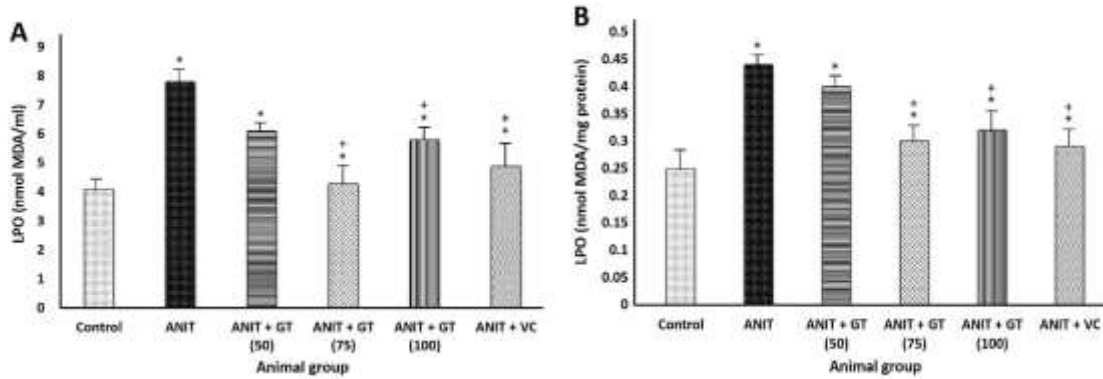 A
LPO (nmol MDA/ml)
9
8
7
6
5
4
3
2
1
0
*
*
+
*
+
*
+
*
Control
ANIT
ANIT + GT
(50)
ANIT + GT
(75)
ANIT + GT
(100)
ANIT + VC
Animal group
B
LPO (nmol MDA/mg protein)
0.5
0.45
0.4
0.35
0.3
0.25
0.2
0.15
0.1
0.05
0
*
*
+
*
+
*
+
*
Control
ANIT
ANIT + GT
(50)
ANIT + GT
(75)
ANIT + GT
(100)
ANIT + VC
Animal group